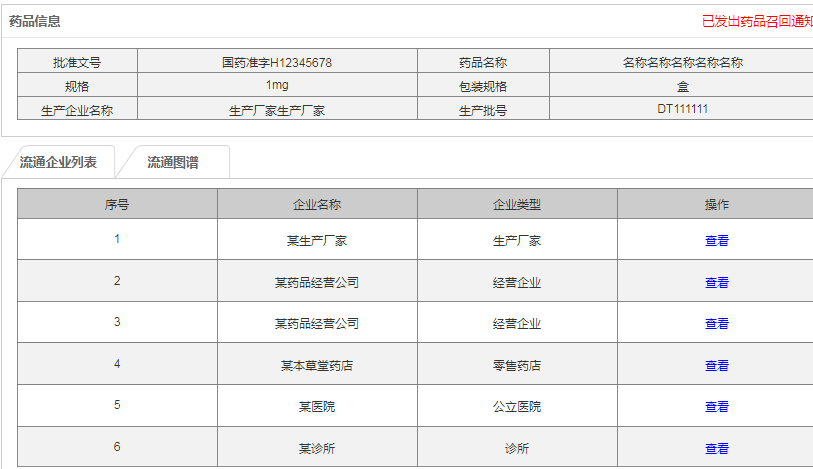 药品信息 已发出药品召回通知
批准文号 国药准字H12345678 药品名称 名称名称名称名称名称
规格 1mg 包装规格 盒
生产企业名称 生产厂家生产厂家 生产批号 DT111111
流通企业列表 流通图谱
序号 企业名称 企业类型 操作
1 某生产厂家 生产厂家 查看
2 某药品经营公司 经营企业 查看
3 某药品经营公司 经营企业 查看
4 某本草堂药店 零售药店 查看
5 某医院 公立医院 查看
6 某诊所 诊所 查看